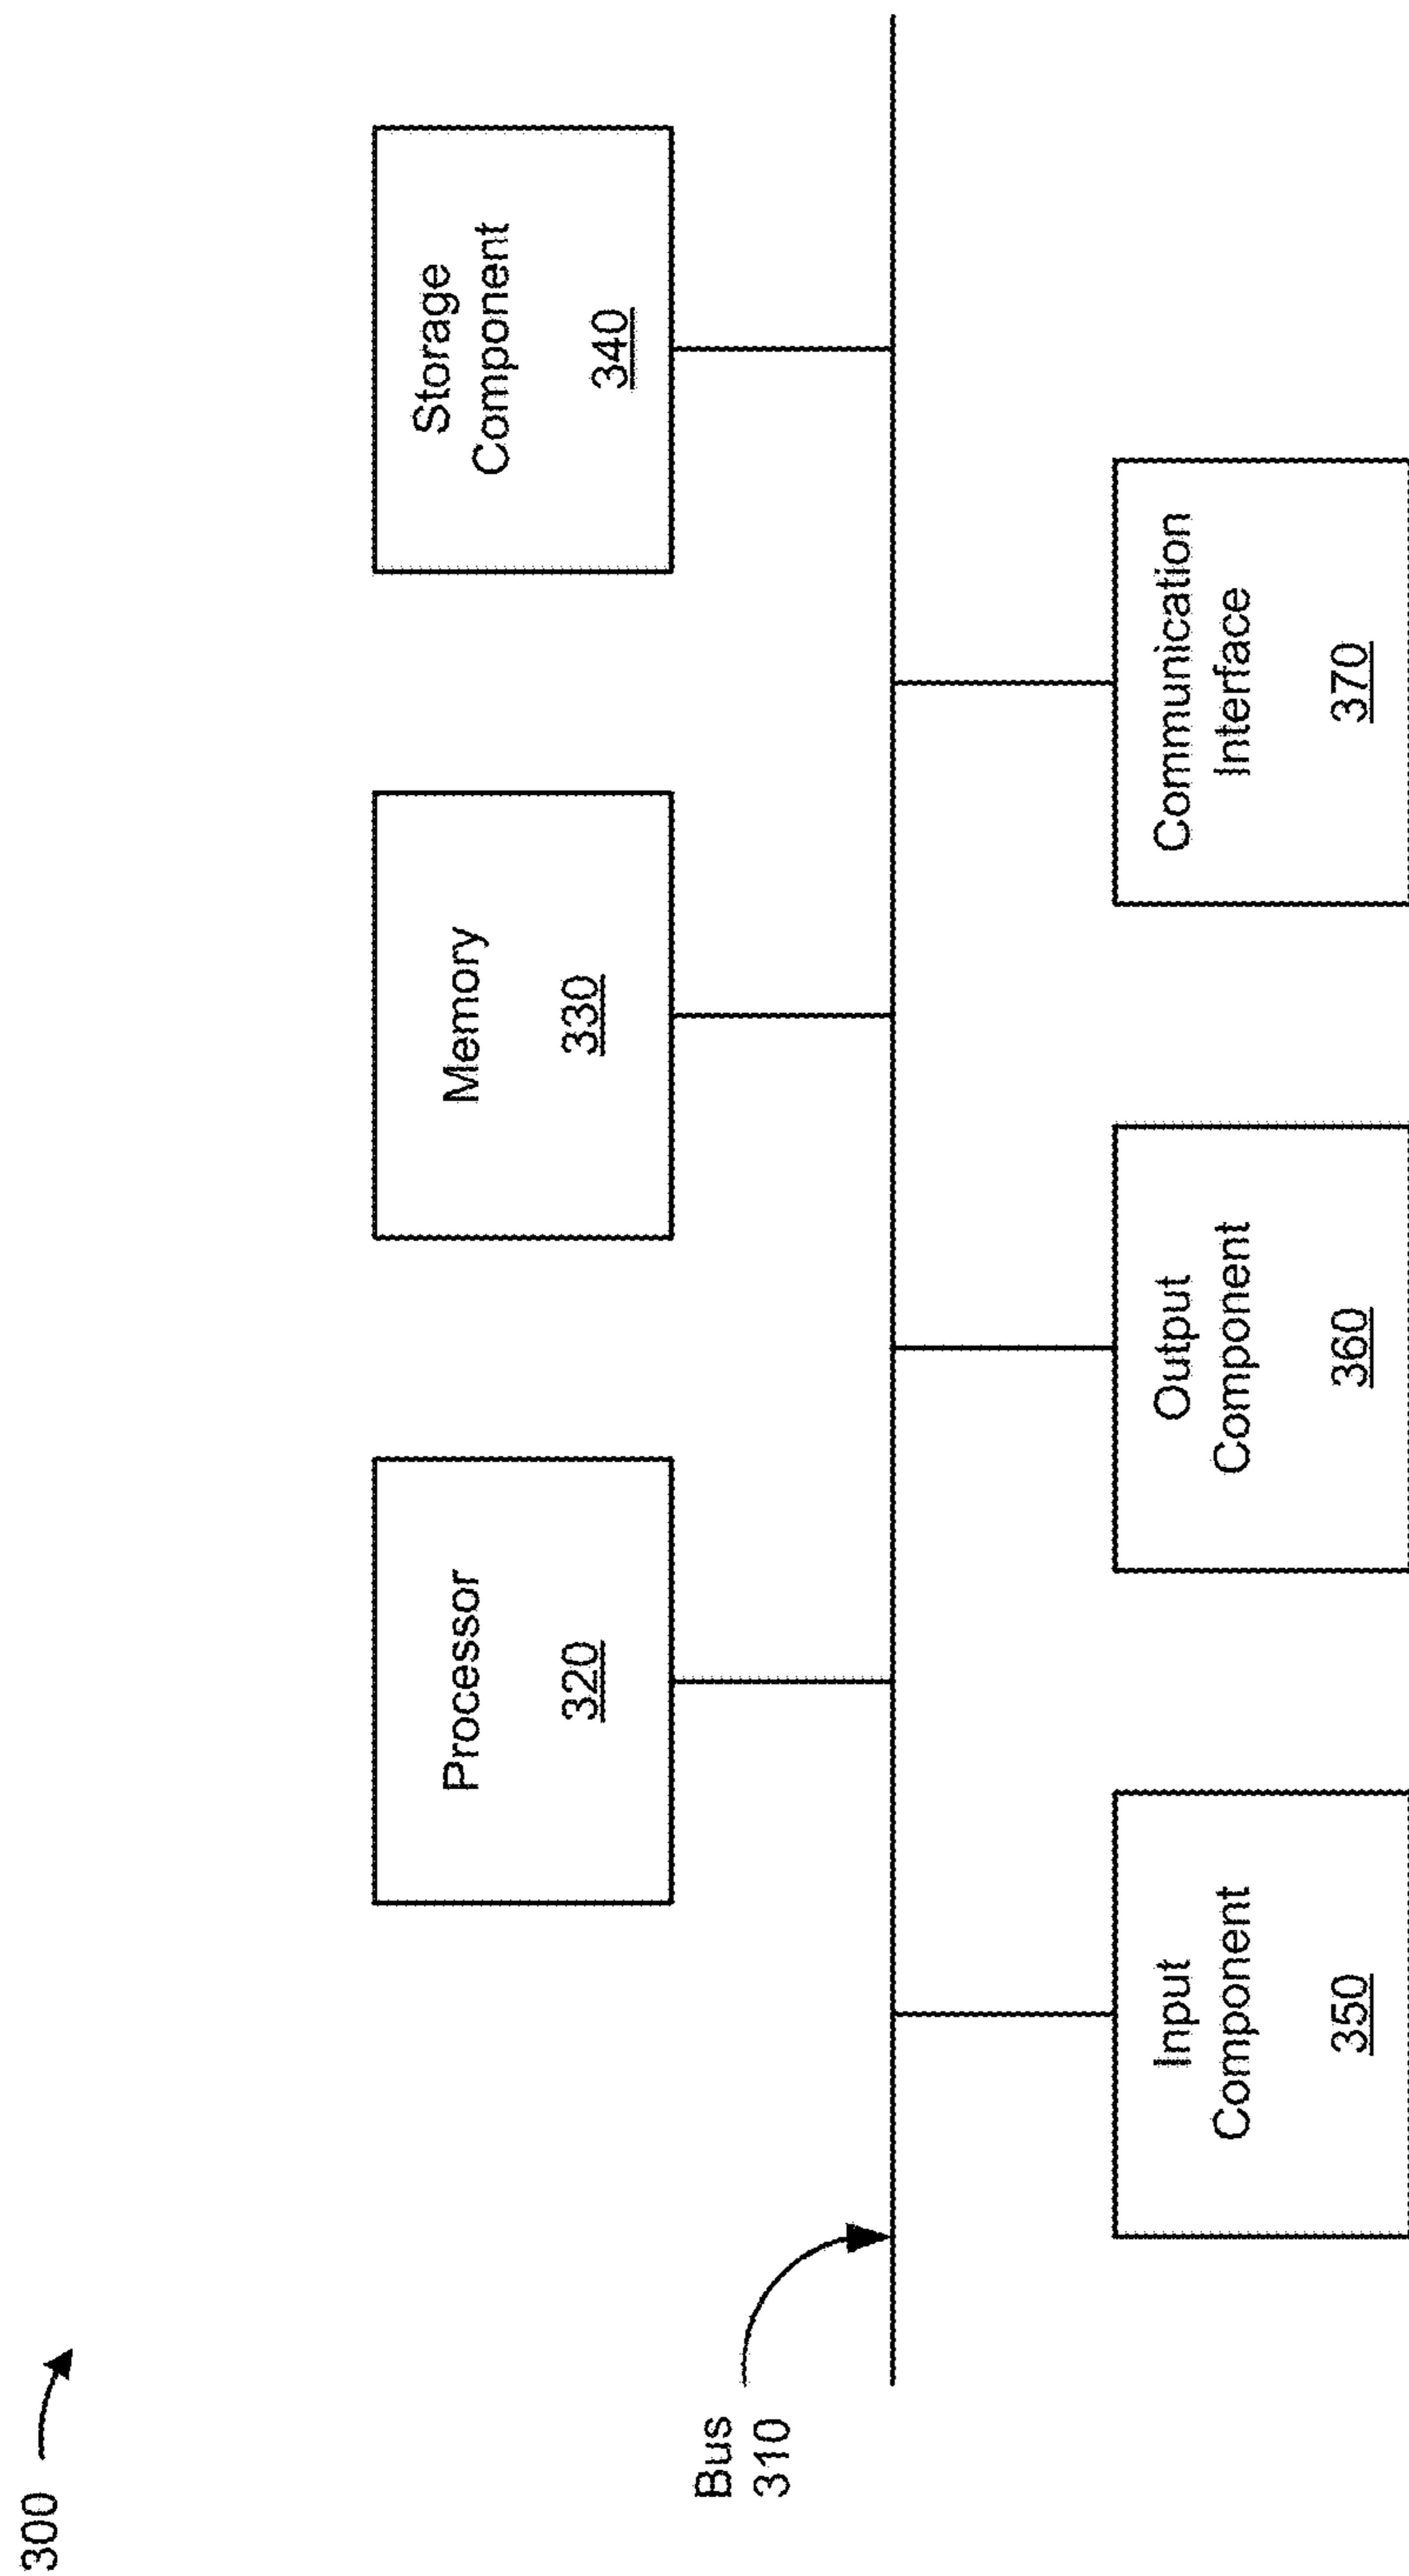 300
Processor
320
Memory
330
Storage
Component
340
Bus
310
Input
Component
350
Output
Component
360
Communication
Interface
370